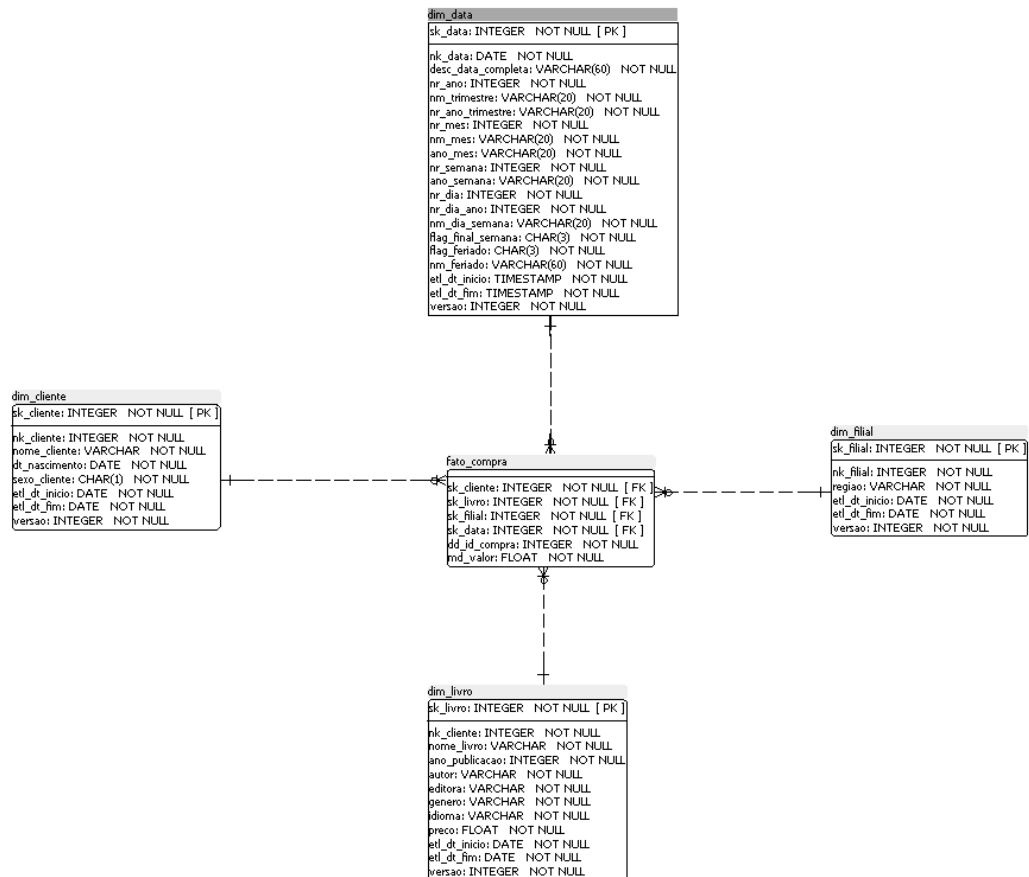 dim_data
sk_data: INTEGER NOT NULL [ PK ]
nk_data: DATE NOT NULL
desc_data_completa: VARCHAR(60) NOT NULL
nr_ano: INTEGER NOT NULL
nm_trimestre: VARCHAR(20) NOT NULL
nr_ano_trimestre: VARCHAR(20) NOT NULL
nr_mes: INTEGER NOT NULL
nm_mes: VARCHAR(20) NOT NULL
ano_mes: VARCHAR(20) NOT NULL
nr_semana: INTEGER NOT NULL
ano_semana: VARCHAR(20) NOT NULL
nr_dia: INTEGER NOT NULL
nr_dia_ano: INTEGER NOT NULL
nm_dia_semana: VARCHAR(20) NOT NULL
flag_final_semana: CHAR(3) NOT NULL
flag_feriado: CHAR(3) NOT NULL
nm_feriado: VARCHAR(60) NOT NULL
etl_dt_inicio: TIMESTAMP NOT NULL
etl_dt_fim: TIMESTAMP NOT NULL
versao: INTEGER NOT NULL
dim_cliente
sk_cliente: INTEGER NOT NULL [ PK ]
nk_cliente: INTEGER NOT NULL
nome_cliente: VARCHAR NOT NULL
dt_nascimento: DATE NOT NULL
sexo_cliente: CHAR(1) NOT NULL
etl_dt_inicio: DATE NOT NULL
etl_dt_fim: DATE NOT NULL
versao: INTEGER NOT NULL
fato_compra
sk_cliente: INTEGER NOT NULL [ FK ]
sk_livro: INTEGER NOT NULL [ FK ]
sk_filial: INTEGER NOT NULL [ FK ]
sk_data: INTEGER NOT NULL [ FK ]
dd_id_compra: INTEGER NOT NULL
md_valor: FLOAT NOT NULL
dim_filial
sk_filial: INTEGER NOT NULL [ PK ]
nk_filial: INTEGER NOT NULL
regiao: VARCHAR NOT NULL
etl_dt_inicio: DATE NOT NULL
etl_dt_fim: DATE NOT NULL
versao: INTEGER NOT NULL
dim_livro
sk_livro: INTEGER NOT NULL [ PK ]
nk_cliente: INTEGER NOT NULL
nome_livro: VARCHAR NOT NULL
ano_publicacao: INTEGER NOT NULL
autor: VARCHAR NOT NULL
editora: VARCHAR NOT NULL
genero: VARCHAR NOT NULL
idioma: VARCHAR NOT NULL
preco: FLOAT NOT NULL
etl_dt_inicio: DATE NOT NULL
etl_dt_fim: DATE NOT NULL
versao: INTEGER NOT NULL